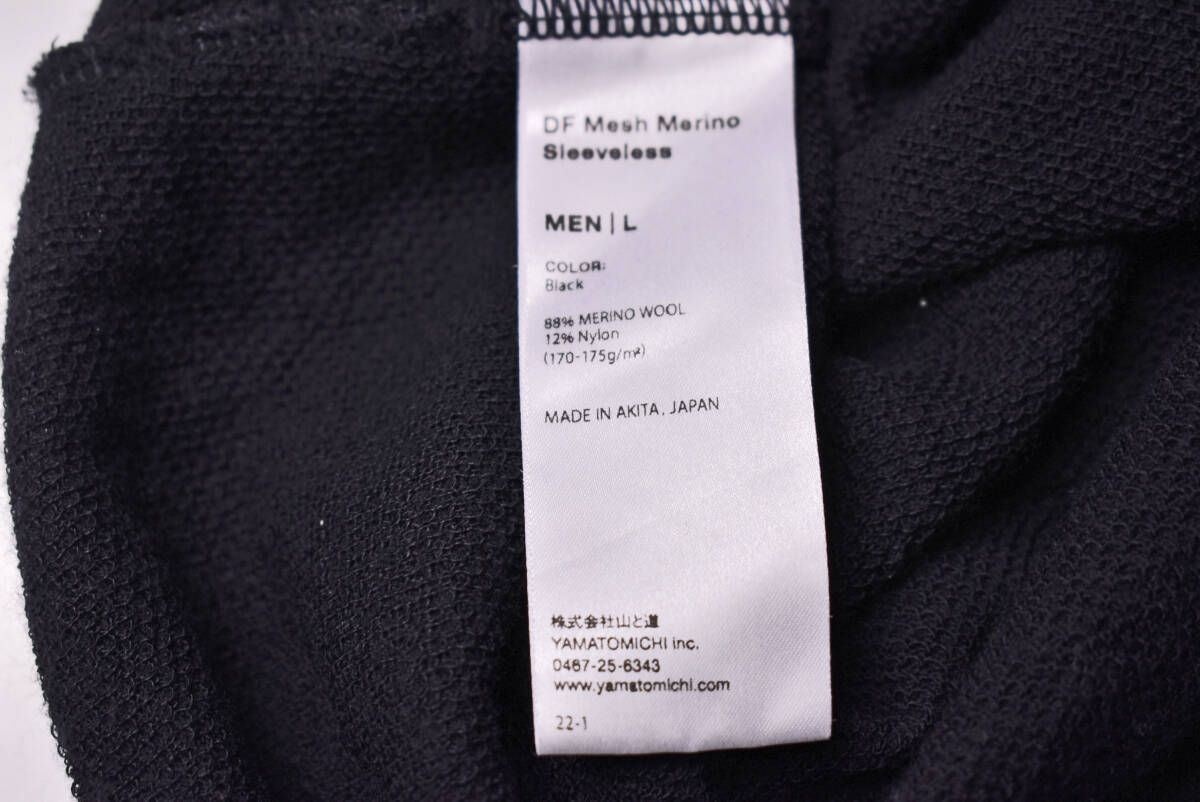 DF Mesh Merino
Sleeveless
MEN | L
COLOR:
Black
88% MERINO WOOL
12% Nylon
(170-175g/m²)
MADE IN AKITA, JAPAN
株式会社山と道
YAMATOMICHI inc.
0467-25-6343
www.yamatomichi.com
22-1